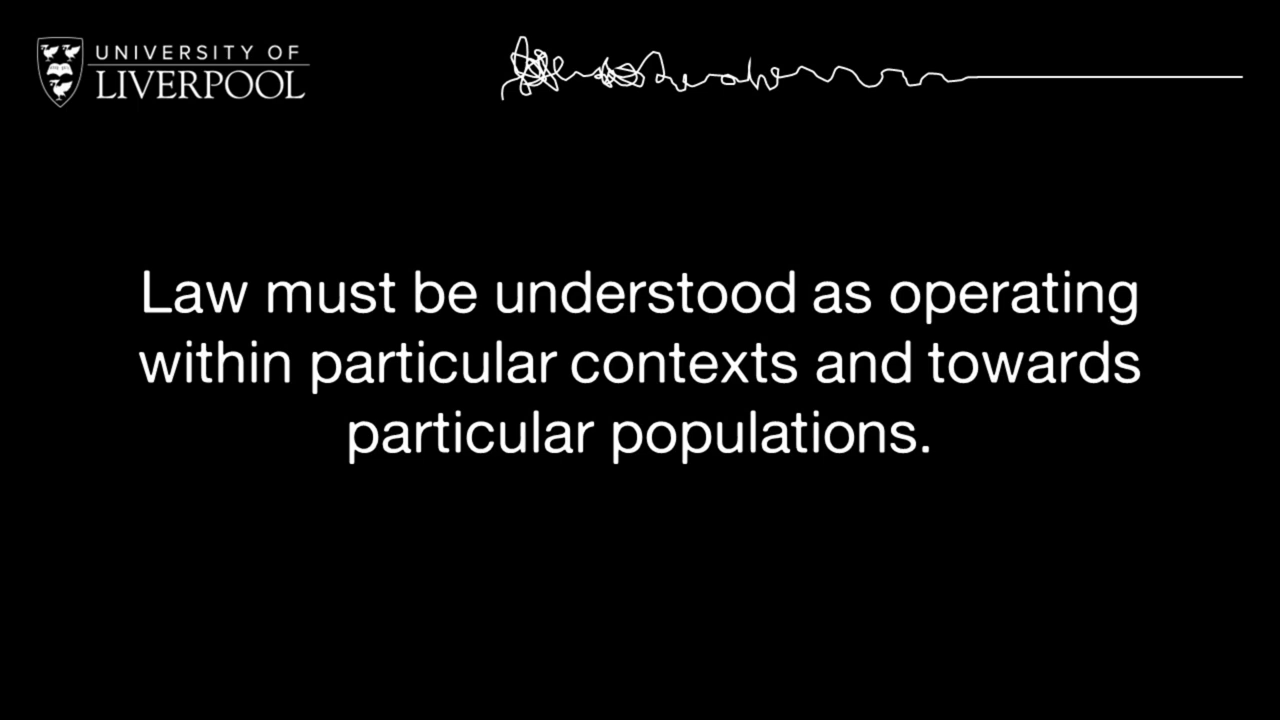 UNIVERSITY OF
LIVERPOOL
Law must be understood as operating
within particular contexts and towards
particular populations.